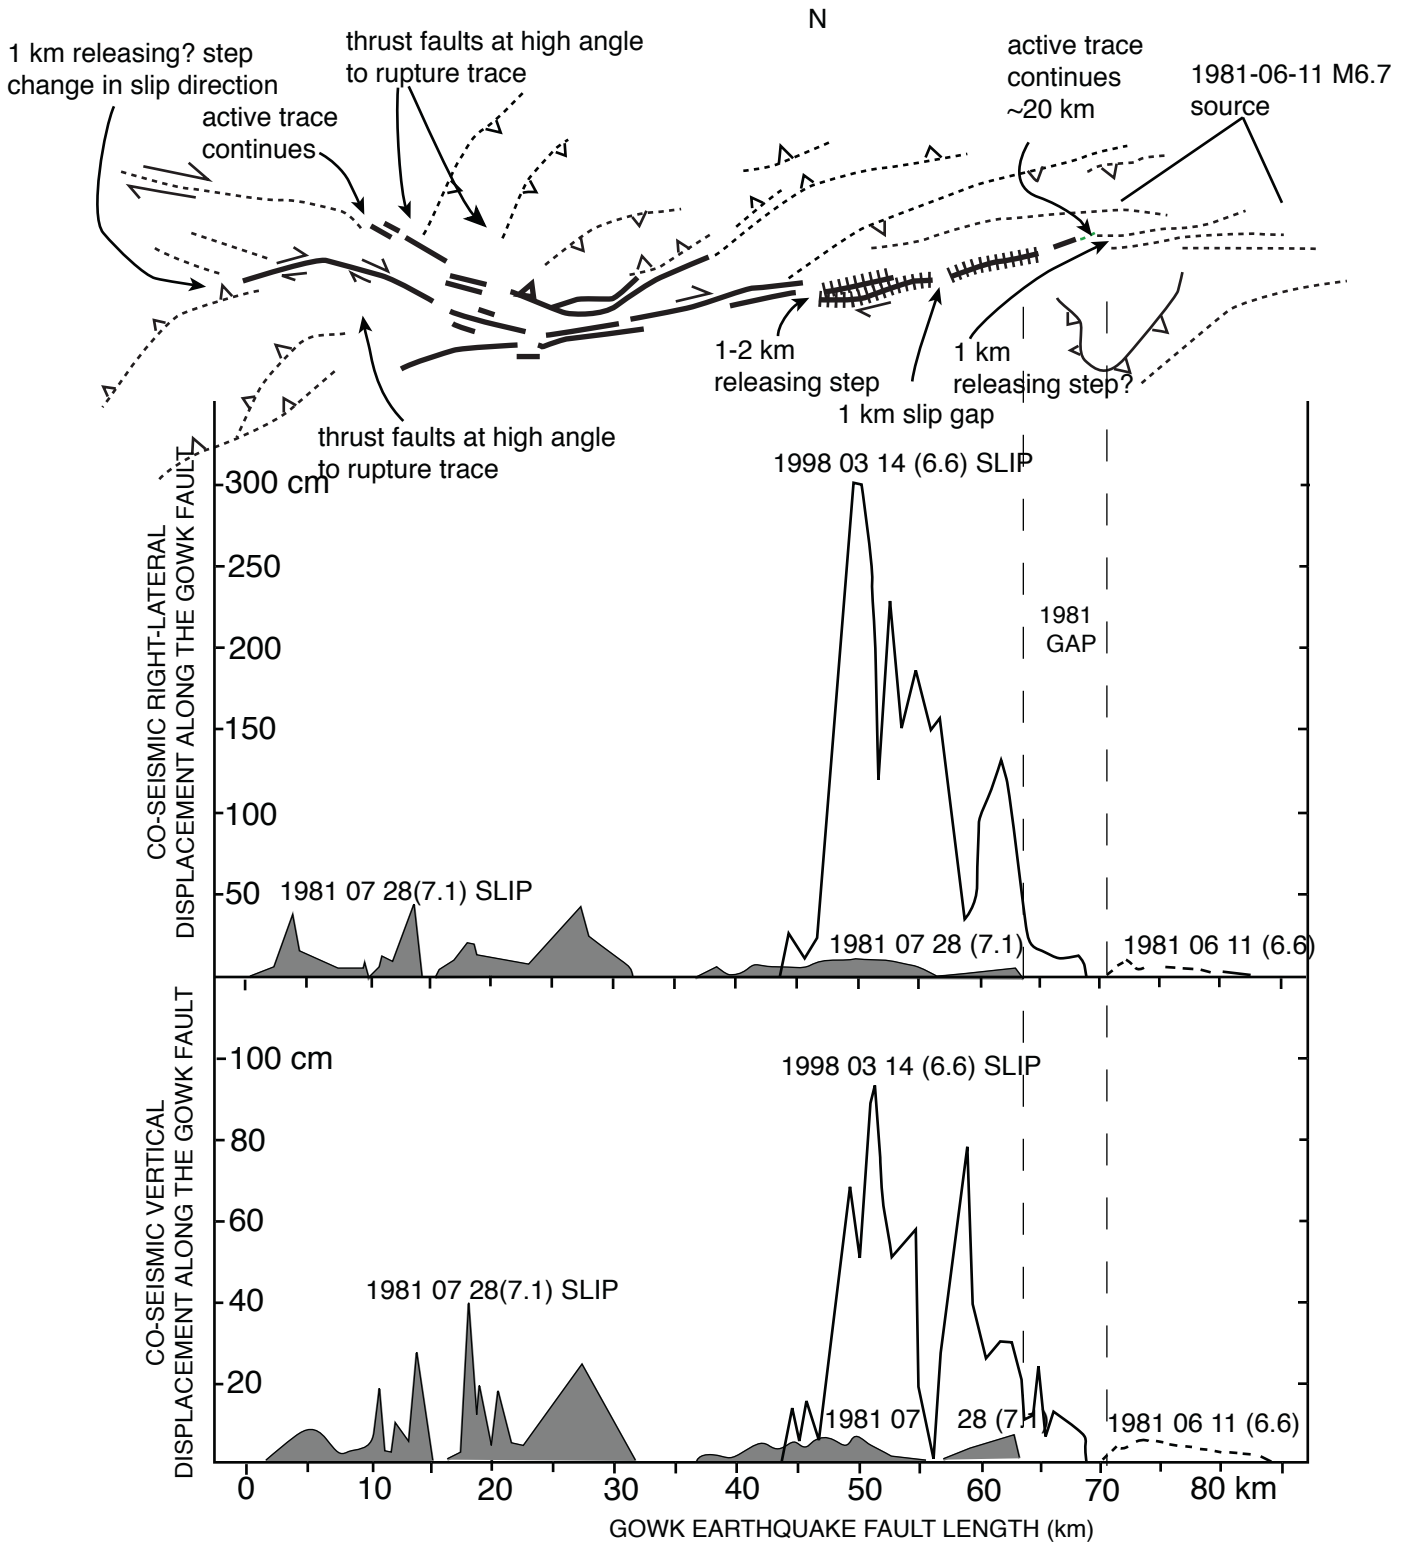 N
1 km releasing? step
change in slip direction
thrust faults at high angle
to rupture trace
active trace
continues
active trace
continues
~20 km
1981-06-11 M6.7
source
1-2 km
releasing step
1 km slip gap
1 km
releasing step?
thrust faults at high angle
to rupture trace
CO-SEISMIC RIGHT-LATERAL
DISPLACEMENT ALONG THE GOWK FAULT
300 cm
250
200
150
100
50
1998 03 14 (6.6) SLIP
1981
GAP
1981 07 28(7.1) SLIP
1981 07 28 (7.1)
1981 06 11 (6.6)
CO-SEISMIC VERTICAL
DISPLACEMENT ALONG THE GOWK FAULT
100 cm
80
60
40
20
1998 03 14 (6.6) SLIP
1981 07 28(7.1) SLIP
1981 07 28 (7.1)
1981 06 11 (6.6)
0 10 20 30 40 50 60 70 80 km
GOWK EARTHQUAKE FAULT LENGTH (km)